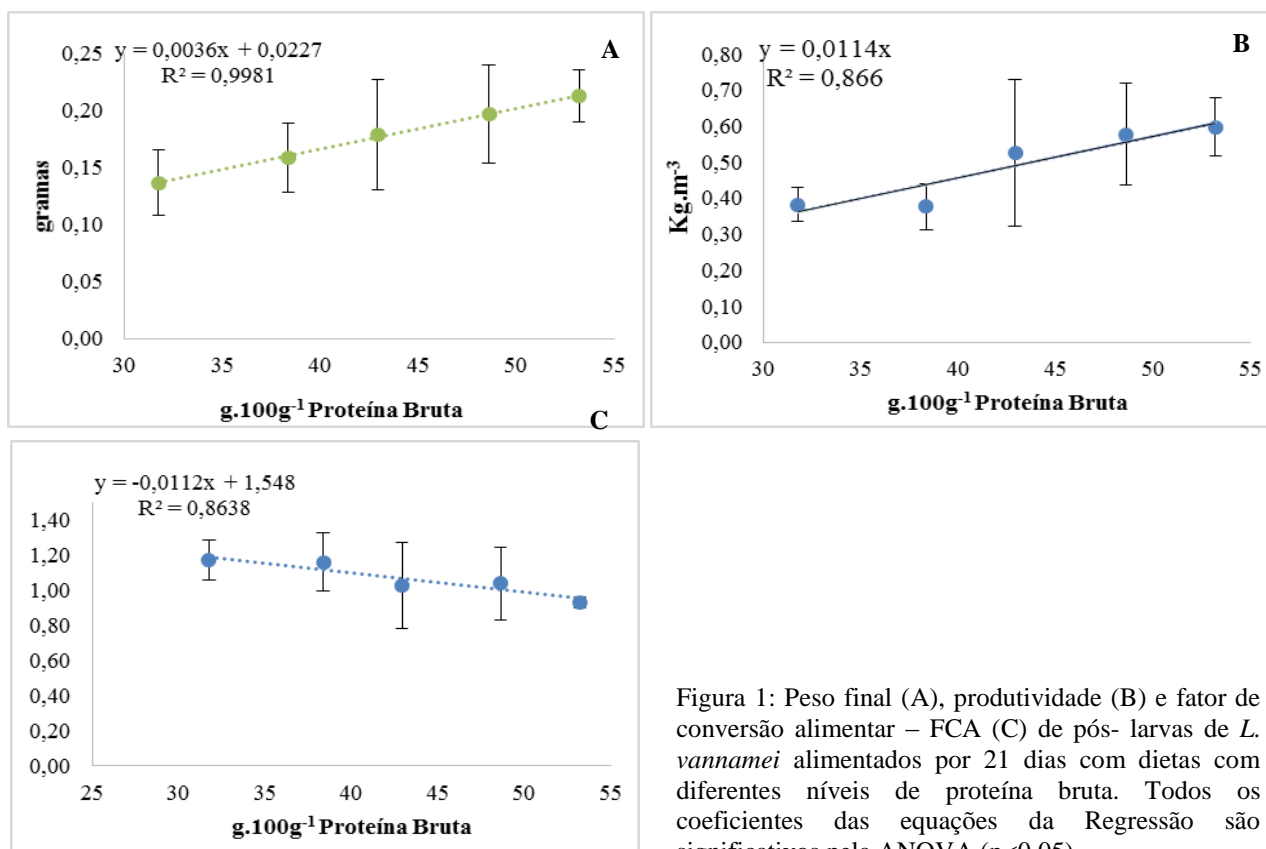 y = 0,0036x + 0,0227
R² = 0,9981
A
0,25
0,20
0,15
0,10
0,05
0,00
gramas
30 35 40 45 50 55
g.100g⁻¹ Proteína Bruta
y = 0,0114x
R² = 0,866
B
0,80
0,70
0,60
0,50
0,40
0,30
0,20
0,10
0,00
Kg.m⁻³
30 35 40 45 50 55
g.100g⁻¹ Proteína Bruta
C
y = -0,0112x + 1,548
R² = 0,8638
1,40
1,20
1,00
0,80
0,60
0,40
0,20
0,00
25 30 35 40 45 50 55
g.100g⁻¹ Proteína Bruta
Figura 1: Peso final (A), produtividade (B) e fator de
conversão alimentar – FCA (C) de pós- larvas de L.
vannamei alimentados por 21 dias com dietas com
diferentes níveis de proteína bruta. Todos os
coeficientes das equações da Regressão são
significativos pela ANOVA (p<0,05)